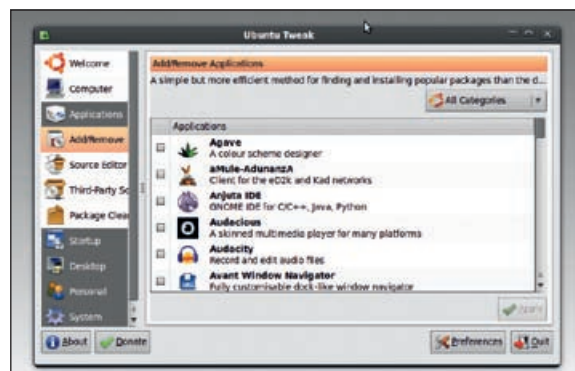 Ubuntu Tweak
Welcome
Computer
Applications
Add/Remove
Source Editor
Third-Party So
Package Clea
Startup
Desktop
Personal
System
Add/Remove Applications
A simple but more efficient method for finding and installing popular packages than the d...
All Categories
Applications
Agave
A colour scheme designer
aMule-AdunanzA
Client for the eD2k and Kad networks
Anjuta IDE
GNOME IDE for C/C++, Java, Python
Audacious
A skinned multimedia player for many platforms
Audacity
Record and edit audio files
Avant Window Navigator
Fully customisable dock-like window navigator
Apply
About
Donate
Preferences
Quit